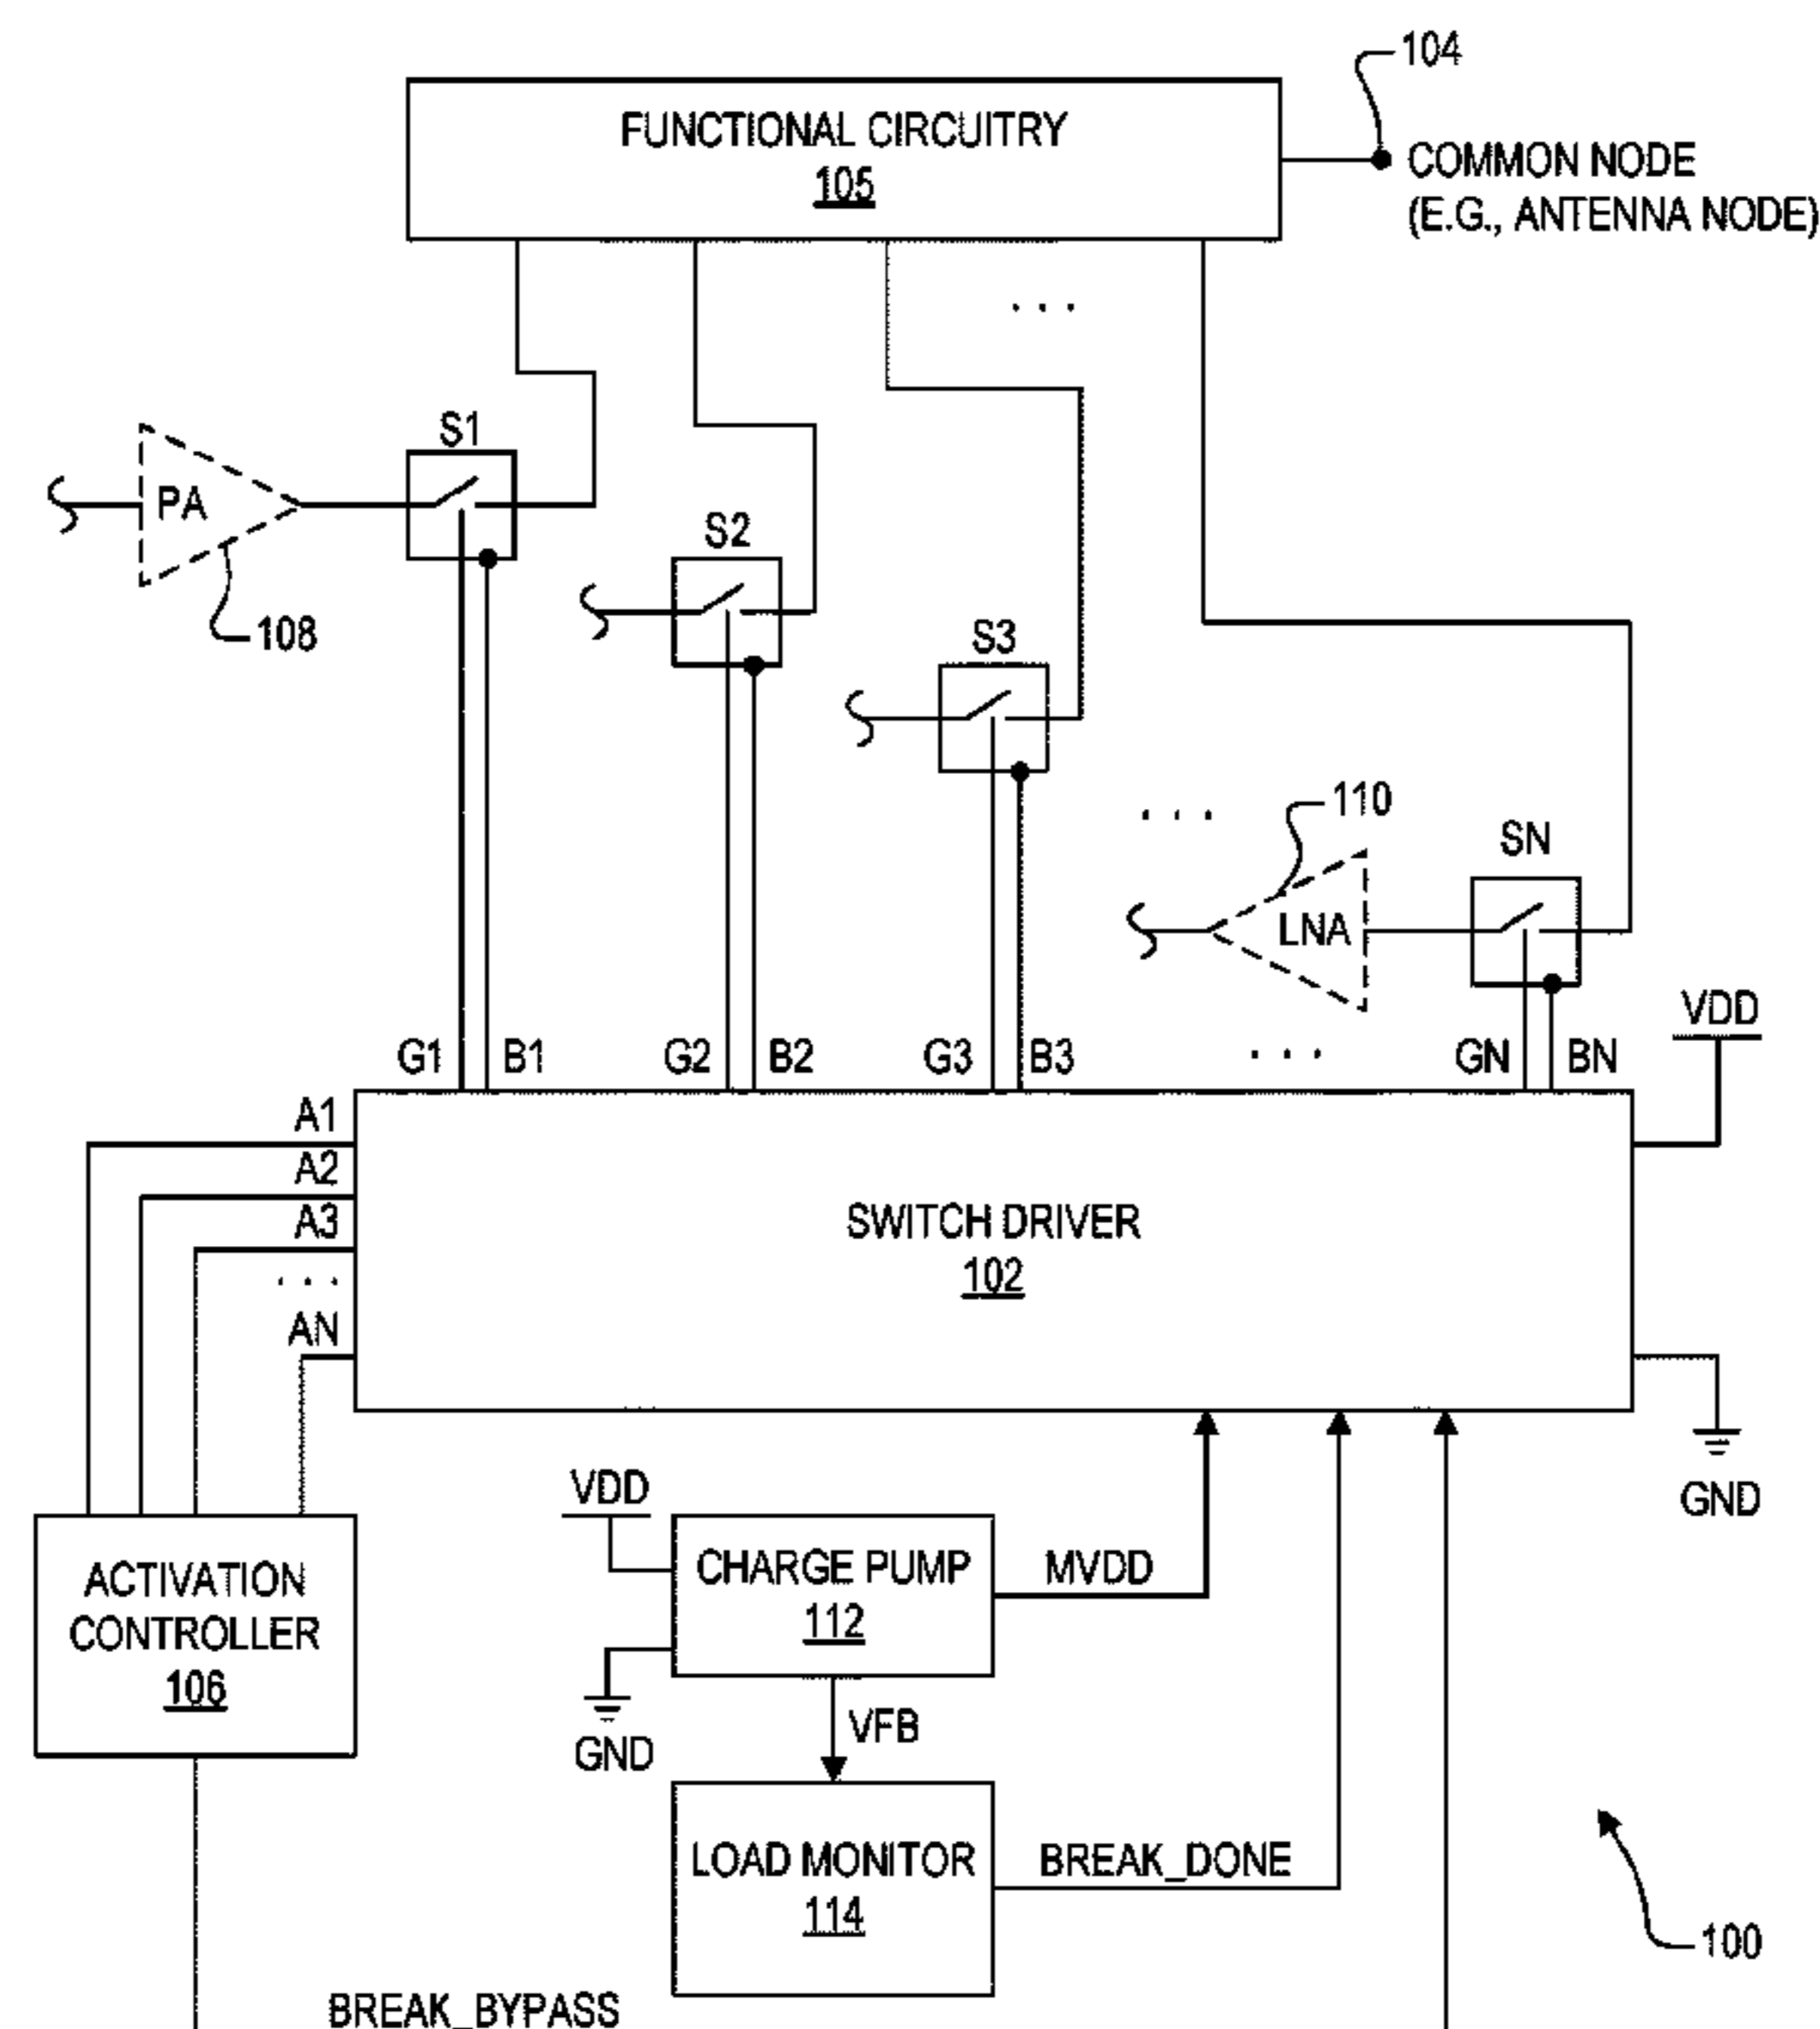 104
FUNCTIONAL CIRCUITRY
105
COMMON NODE
(E.G., ANTENNA NODE)
. . .
S1
PA
108
S2
S3
. . .
110
SN
LNA
VDD
G1 B1 G2 B2 G3 B3 . . . GN BN
A1
A2
A3
. . .
AN
SWITCH DRIVER
102
GND
VDD
CHARGE PUMP
112
MVDD
GND
VFB
ACTIVATION
CONTROLLER
106
LOAD MONITOR
114
BREAK_DONE
100
BREAK_BYPASS